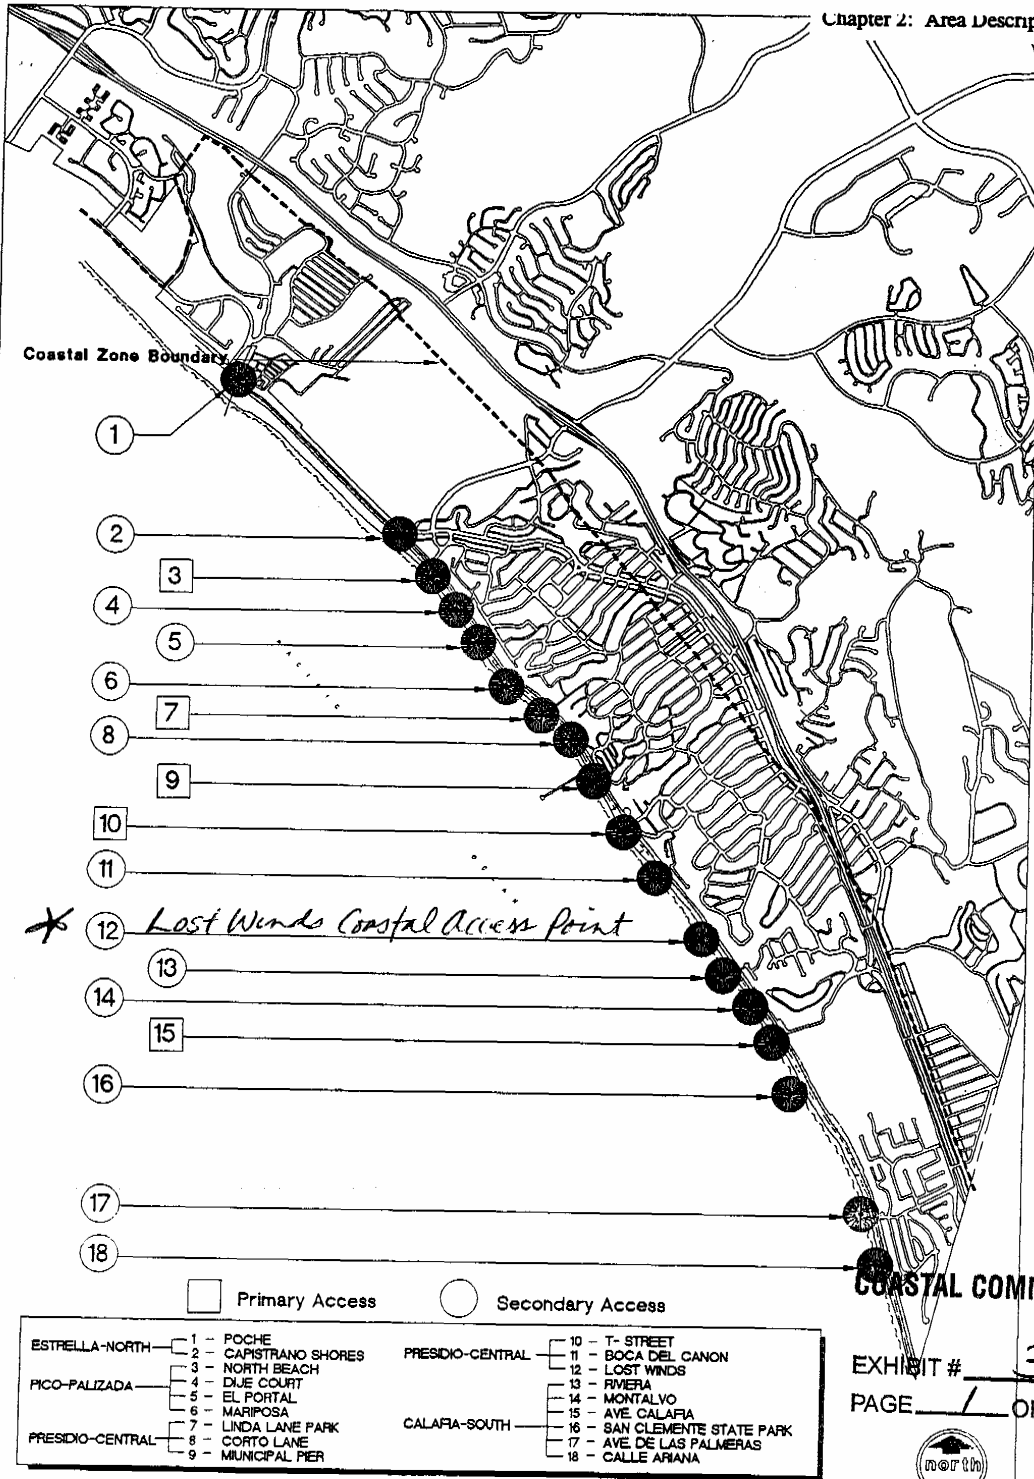 Chapter 2: Area Descrip
Coastal Zone Boundary
1
2
3
4
5
6
7
8
9
10
11
12 Lost Winds Coastal Access Point
13
14
15
16
17
18
Primary Access
Secondary Access
COASTAL COMM
ESTRELLA-NORTH
1 - POCHE
2 - CAPISTRANO SHORES
PICO-PALIZADA
3 - NORTH BEACH
4 - DIJE COURT
5 - EL PORTAL
6 - MARIPOSA
PRESIDIO-CENTRAL
7 - LINDA LANE PARK
8 - CORTO LANE
9 - MIUNICIPAL PIER
PRESIDIO-CENTRAL
10 - T- STREET
11 - BOCA DEL CANON
12 - LOST WINDS
CALAFIA-SOUTH
13 - RIVIERA
14 - MONTALVO
15 - AVE. CALAFIA
16 - SAN CLEMENTE STATE PARK
17 - AVE. DE LAS PALMERAS
18 - CALLE ARIANA
EXHIBIT #
PAGE 1 O
north